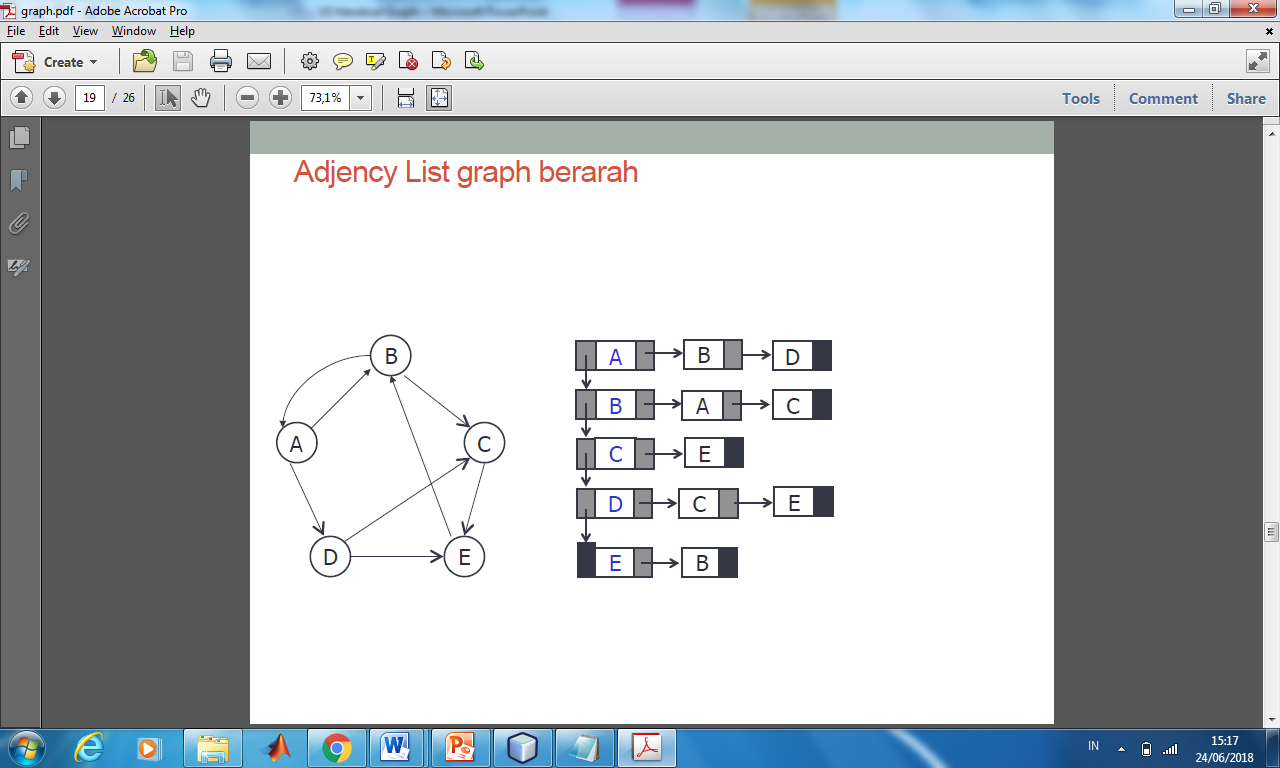 graph.pdf - Adobe Acrobat Pro
File Edit View Window Help
Create
19 / 26
73,1%
Tools Comment Share
Adjency List graph berarah
B
A
C
D
E
A B D
B A C
C E
D C E
E B
IN
15:17
24/06/2018